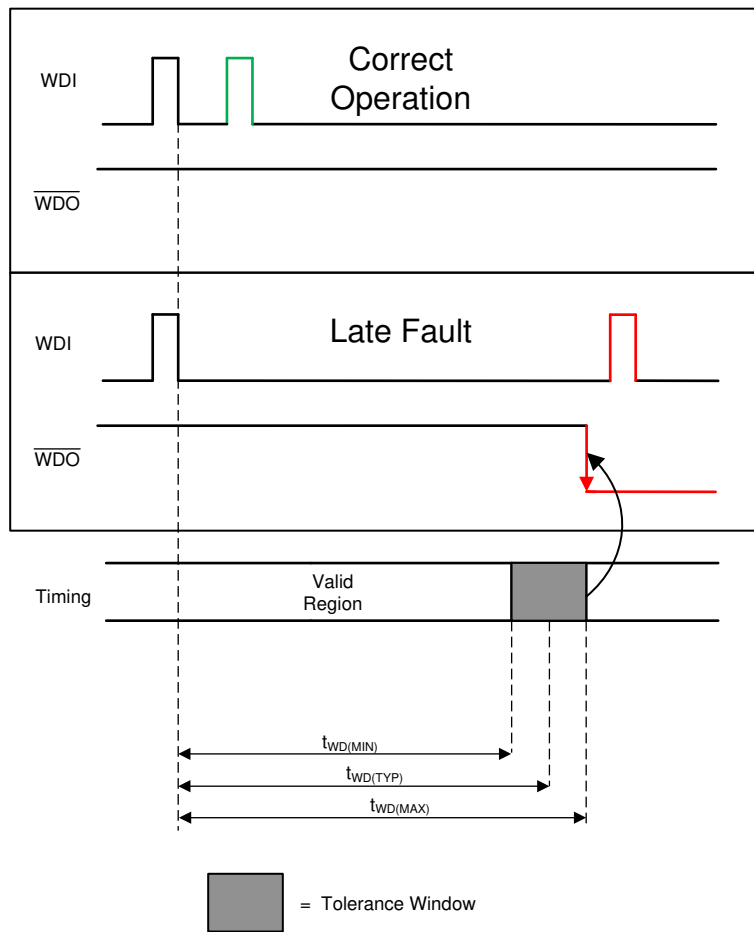 WDI
Correct
Operation
WDO
WDI
Late Fault
WDO
Timing
Valid
Region
tWD(MIN)
tWD(TYP)
tWD(MAX)
= Tolerance Window